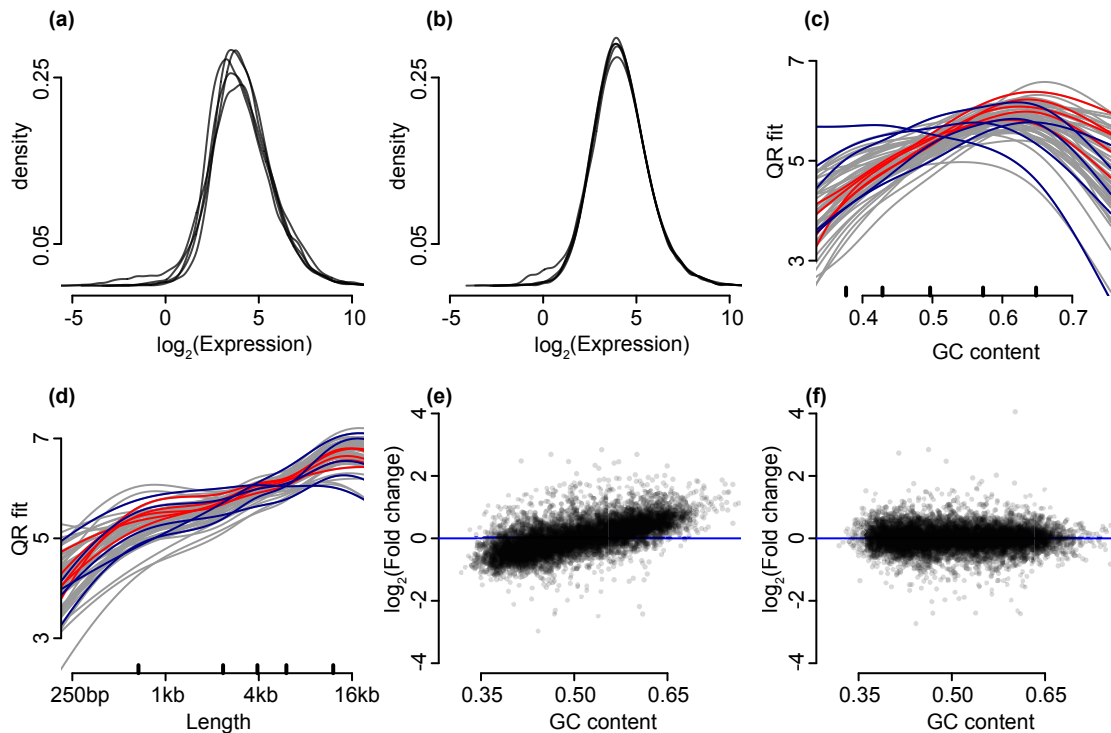 (a)
density
0.25
0.05
-5 0 5 10
log2(Expression)
(b)
density
0.25
0.05
-5 0 5 10
log2(Expression)
(c)
QR fit
7
5
3
0.4 0.5 0.6 0.7
GC content
(d)
QR fit
7
5
3
250bp 1kb 4kb 16kb
Length
(e)
log2(Fold change)
4
2
0
-2
-4
0.35 0.50 0.65
GC content
(f)
log2(Fold change)
4
2
0
-2
-4
0.35 0.50 0.65
GC content